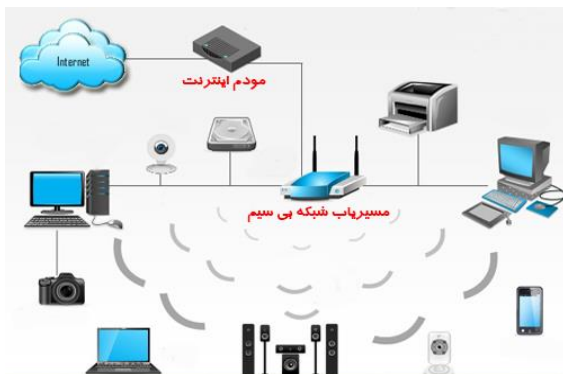 Internet
مودم اینترنت
مسیریاب شبکه بی سیم